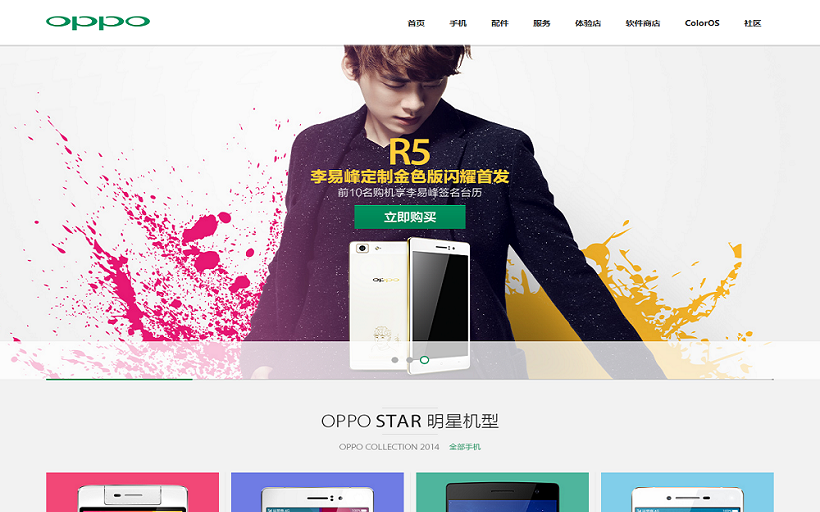 oppo
首页 手机 配件 服务 体验店 软件商店 ColorOS 社区
R5
李易峰定制金色版闪耀首发
前10名购机享李易峰签名台历
立即购买
oppo
OPPO STAR 明星机型
OPPO COLLECTION 2014 全部手机